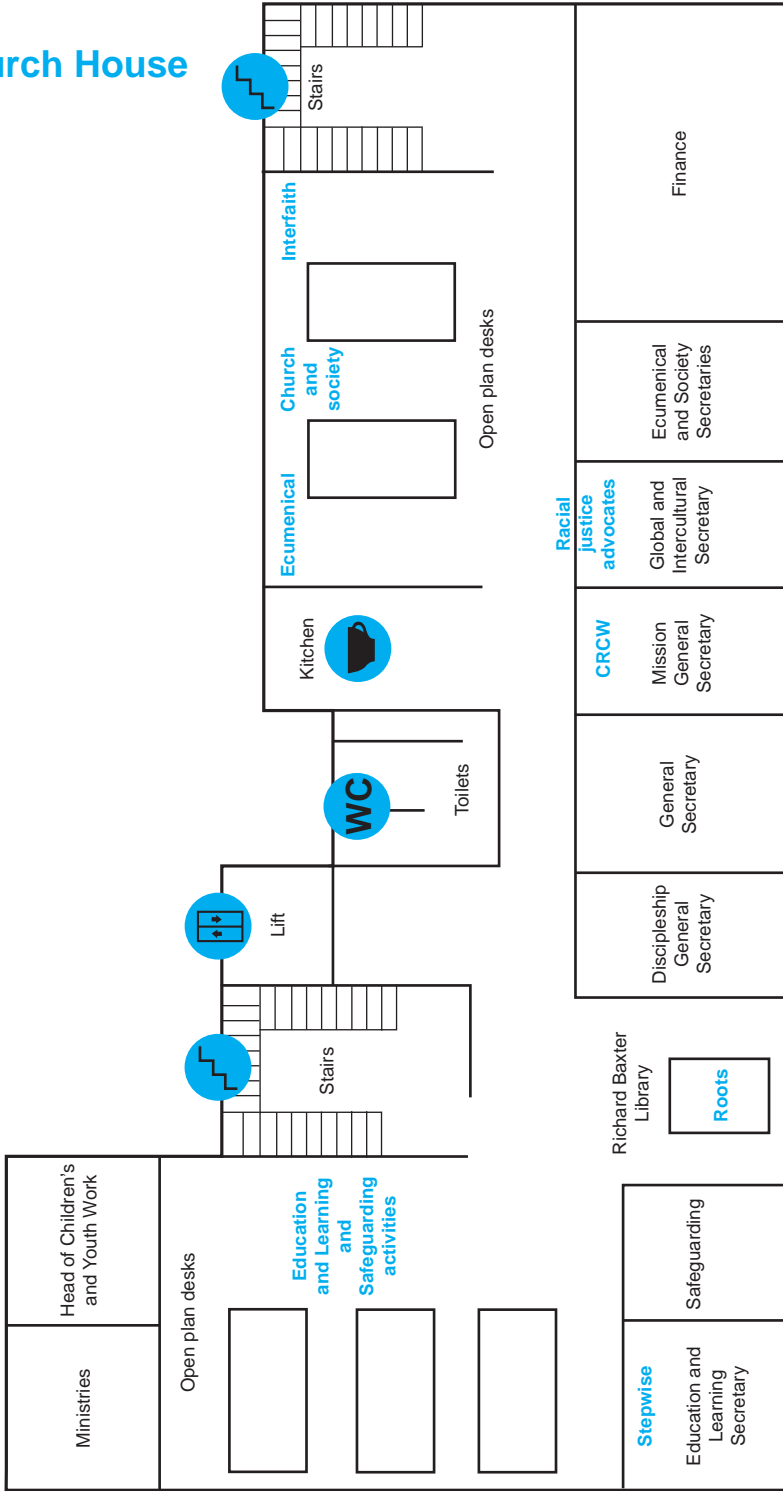 urch House
Stairs
Interfaith
Church
and
society
Ecumenical
Open plan desks
Finance
Ecumenical
and Society
Secretaries
Racial
justice
advocates
Global and
Intercultural
Secretary
Kitchen
CRCW
Mission
General
Secretary
WC
Toilets
General
Secretary
Lift
Discipleship
General
Secretary
Stairs
Richard Baxter
Library
Roots
Head of Children's
and Youth Work
Ministries
Open plan desks
Education
and Learning
and
Safeguarding
activities
Safeguarding
Stepwise
Education and
Learning
Secretary